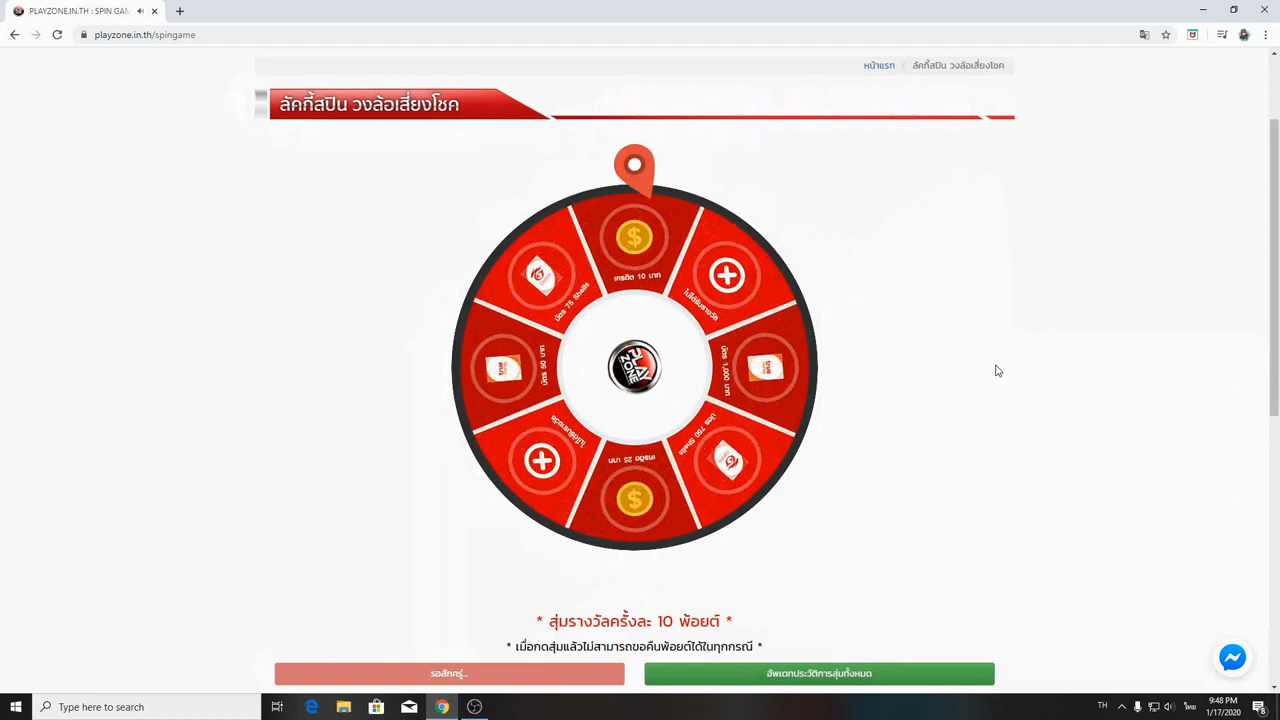 PLAYZONE.IN.TH : SPIN GAM
playzone.in.th/spingame
หน้าแรก / ลัคกี้สปิน วงล้อเสี่ยงโชค
ลัคกี้สปิน วงล้อเสี่ยงโชค
เครดิต 10 บาท
ไม่ได้รับรางวัล
บัตร 1,000 บาท
บัตร 750 Shells
เครดิต 25 บาท
ไม่ได้รับรางวัล
บัตร 50 บาท
บัตร 75 Shells
PLAY ZONE
* สุ่มรางวัลครั้งละ 10 พ้อยต์ *
* เมื่อกดสุ่มแล้วไม่สามารถขอคืนพ้อยต์ได้ในทุกกรณี *
รอสักครู่...
อัพเดทประวัติการสุ่มทั้งหมด
Type here to search
TH
ไทย
9:48 PM
1/17/2020
8